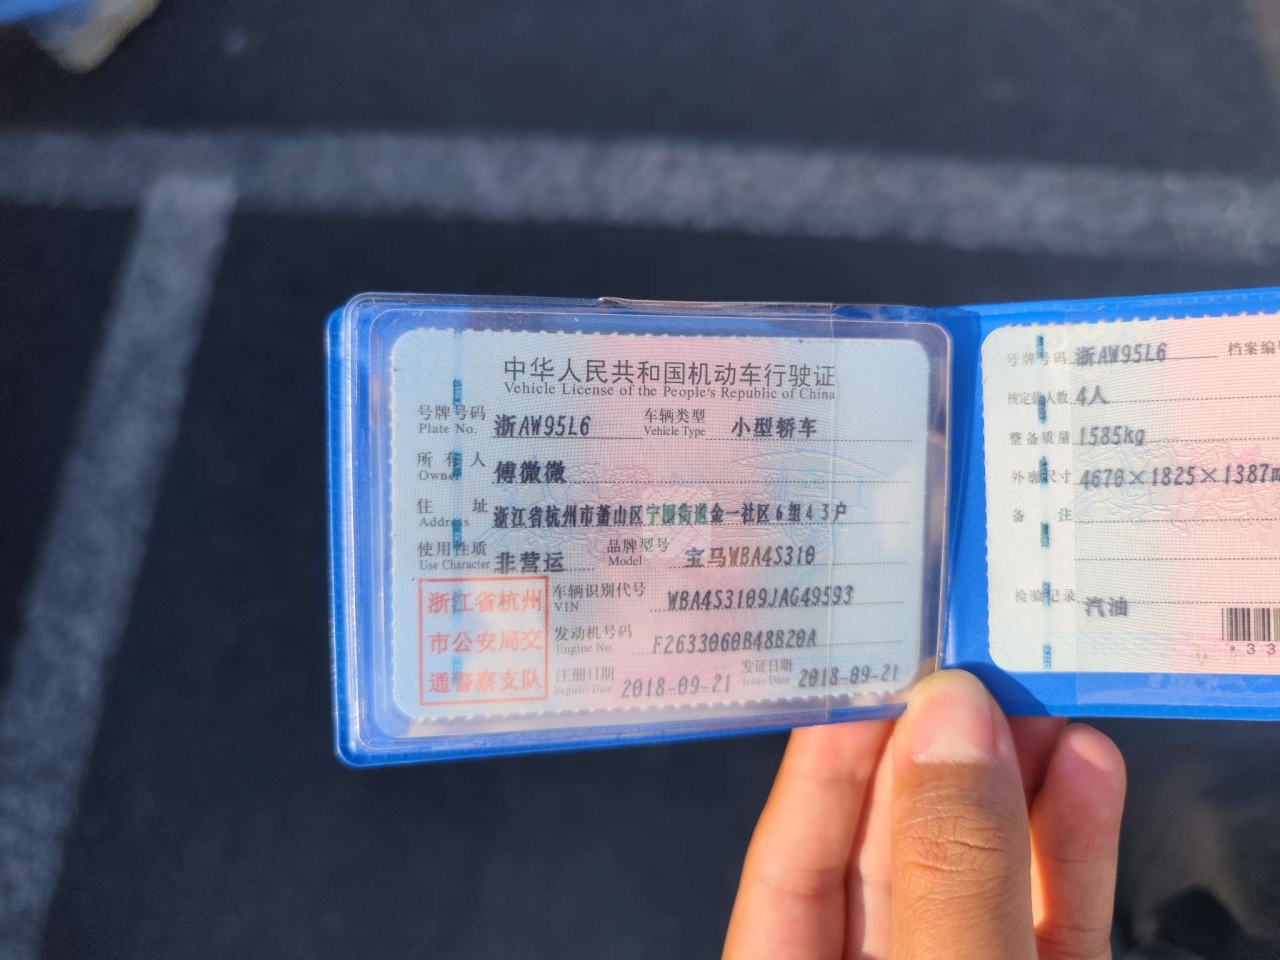 中华人民共和国机动车行驶证
Vehicle License of the People's Republic of China
号牌号码 浙AW95L6 车辆类型 小型轿车
Plate No. Vehicle Type
所有人 傅微微
Owner
住址 浙江省杭州市萧山区宁围街道金一社区6组43户
Address
使用性质 非营运 品牌型号 宝马WBA4S310
Use Character Model
浙江省杭州
市公安局交
通警察支队
车辆识别代号 WBA4S3109JAG49593
VIN
发动机号码 F2633060B48B20A
Engine No.
注册日期 2018-09-21 发证日期 2018-09-21
Register Date Issue Date
号牌号码 浙AW95L6 档案编
核定载人数 4人
整备质量 1585kg
外廓尺寸 4670×1825×1387
备注
检验记录 汽油
*33